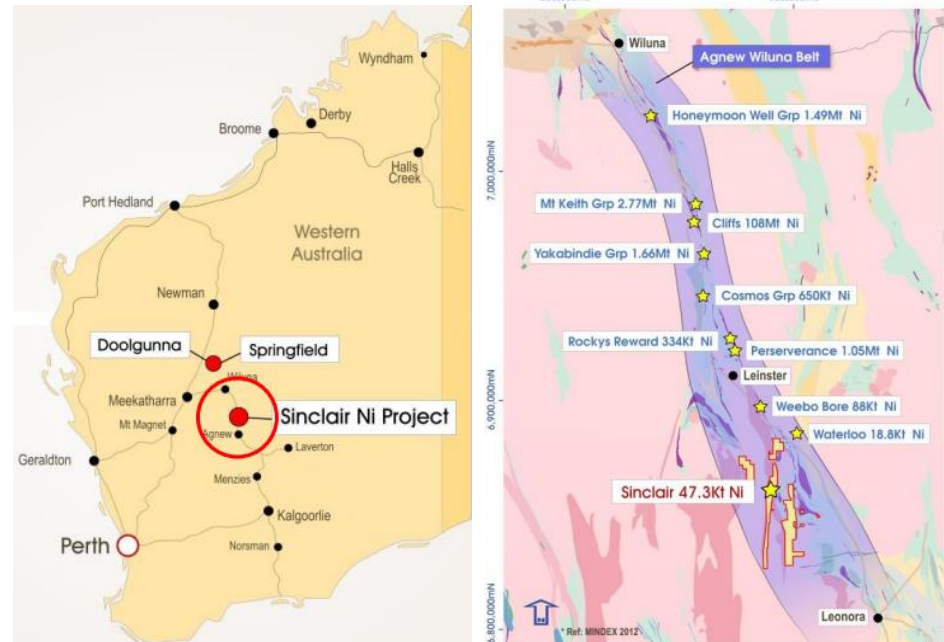 Wyndham
Derby
Broome
Halls
Creek
Port Hedland
Western
Australia
Newman
Doolgunna
Springfield
Wiluna
Meekatharra
Mt Magnet
Sinclair Ni Project
Agnew
Laverton
Geraldton
Menzies
Kalgoorlie
Perth
Norsman
Wiluna
Agnew Wiluna Belt
Honeymoon Well Grp 1.49Mt Ni
7,000,000mN
Mt Keith Grp 2.77Mt Ni
Cliffs 108Mt Ni
Yakabindie Grp 1.66Mt Ni
Cosmos Grp 650Kt Ni
Rockys Reward 334Kt Ni
Perserverance 1.05Mt Ni
Leinster
6,900,000mN
Weebo Bore 88Kt Ni
Waterloo 18.8Kt Ni
Sinclair 47.3Kt Ni
6,800,000mN
N
Leonora
* Ref: MINDEX 2012